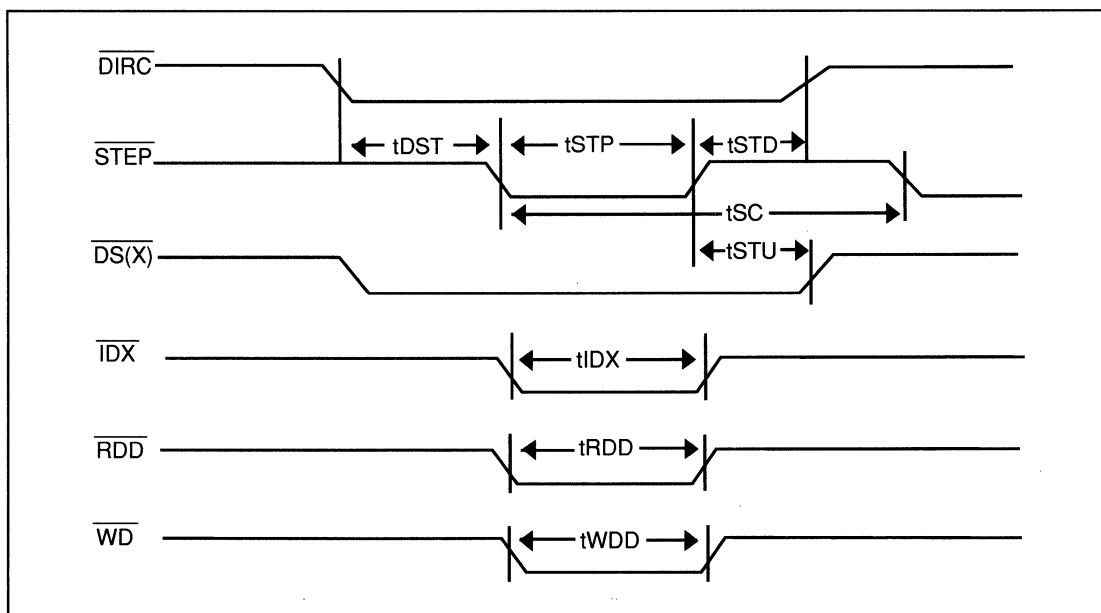 DIRC
tDST tSTP tSTD
STEP
tSC
tSTU
DS(X)
IDX
tIDX
RDD
tRDD
WD
tWDD